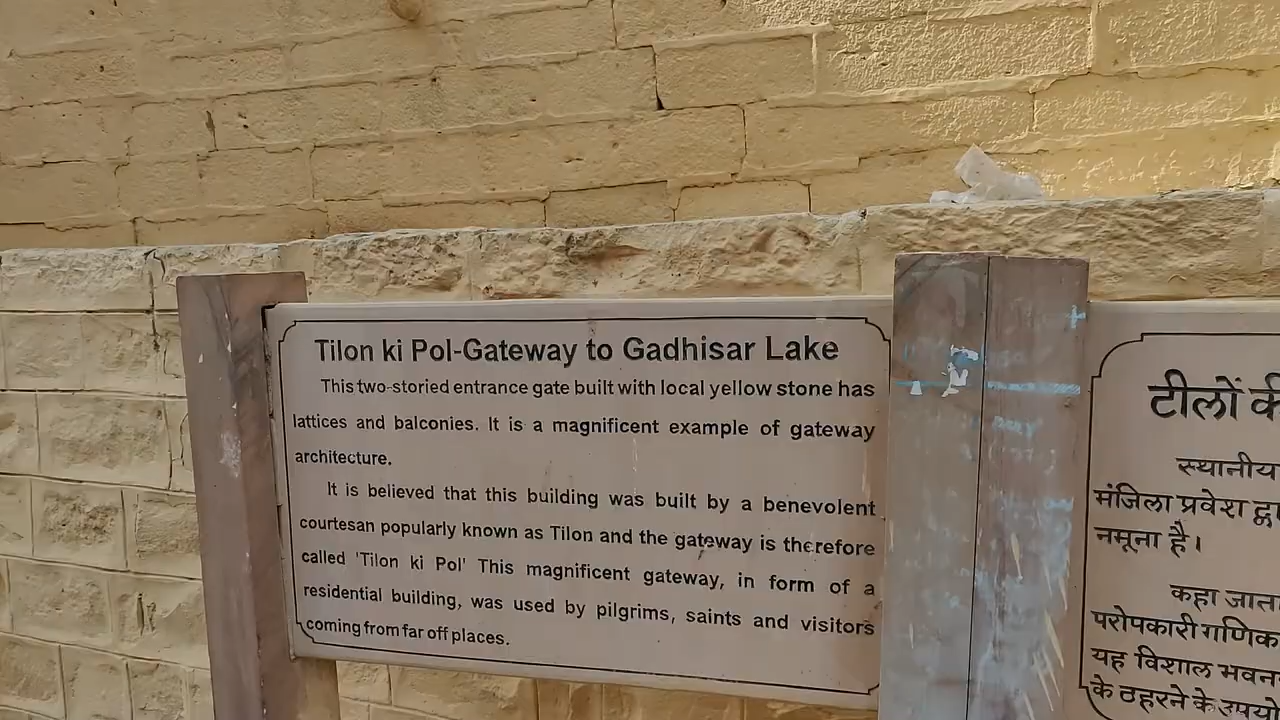 Tilon ki Pol-Gateway to Gadhisar Lake
This two-storied entrance gate built with local yellow stone has
lattices and balconies. It is a magnificent example of gateway
architecture.
It is believed that this building was built by a benevolent
courtesan popularly known as Tilon and the gateway is therefore
called 'Tilon ki Pol' This magnificent gateway, in form of a
residential building, was used by pilgrims, saints and visitors
coming from far off places.
टीलों
स्थानीय
मंजिला प्रवेश
नमूना है।
कहा जाता
परोपकारी
यह विशाल भवन
के ठहरने के